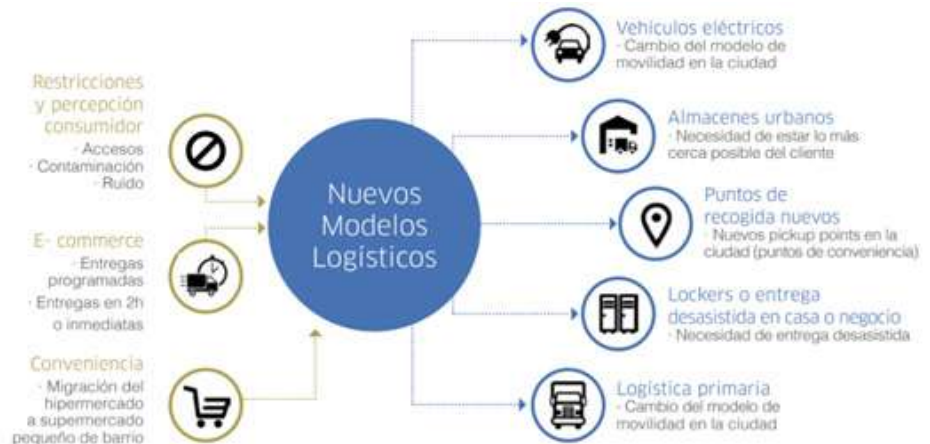 Restricciones
y percepción
consumidor
· Accesos
· Contaminación
· Ruido
E- commerce
· Entregas
programadas
· Entregas en 2h
o inmediatas
Conveniencia
· Migración del
hipermercado
a supermercado
pequeño de barrio
Nuevos
Modelos
Logísticos
Vehículos eléctricos
· Cambio del modelo de
movilidad en la ciudad
Almacenes urbanos
· Necesidad de estar lo más
cerca posible del cliente
Puntos de
recogida nuevos
· Nuevos pickup points en la
ciudad (puntos de conveniencia)
Lockers o entrega
desasistida en casa o negocio
· Necesidad de entrega desasistida
Logística primaria
· Cambio del modelo de
movilidad en la ciudad